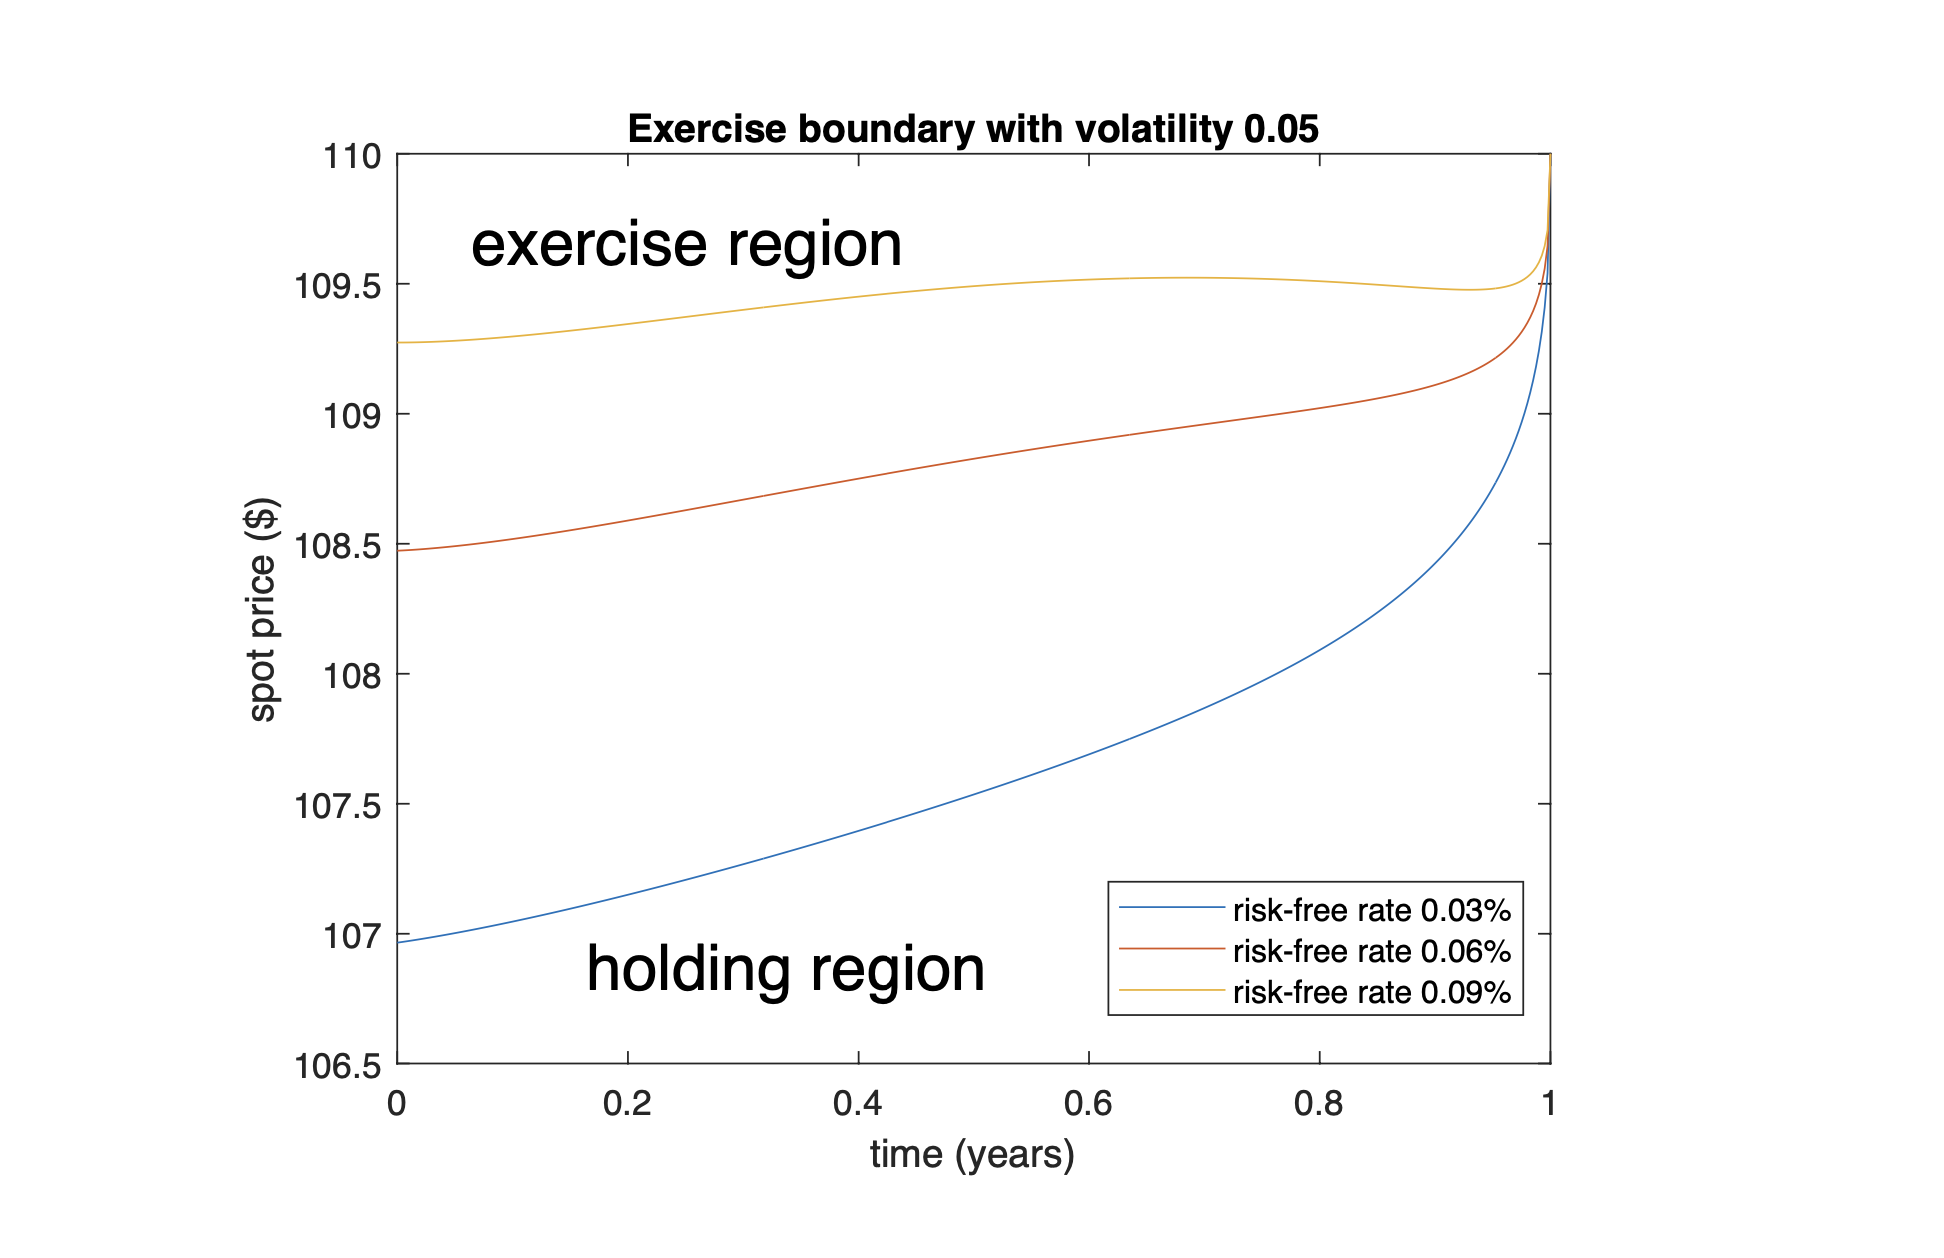 Exercise boundary with volatility 0.05
110
109.5
109
108.5
108
107.5
107
106.5
spot price ($)
exercise region
holding region
risk-free rate 0.03%
risk-free rate 0.06%
risk-free rate 0.09%
0 0.2 0.4 0.6 0.8 1
time (years)